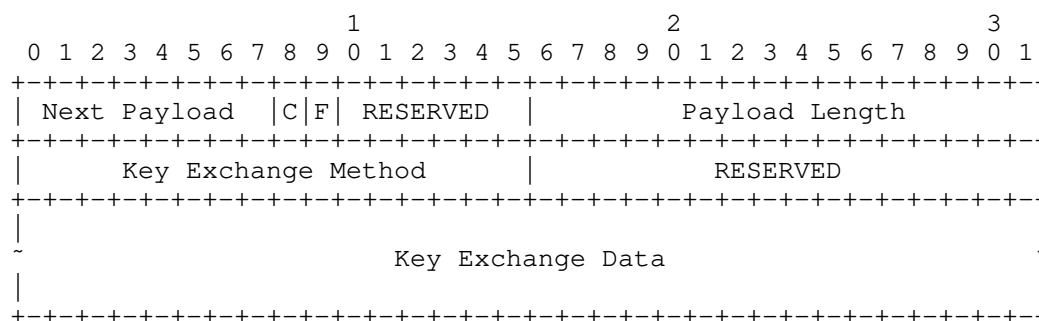 1                   2                   3
 0 1 2 3 4 5 6 7 8 9 0 1 2 3 4 5 6 7 8 9 0 1 2 3 4 5 6 7 8 9 0 1
+-+-+-+-+-+-+-+-+-+-+-+-+-+-+-+-+-+-+-+-+-+-+-+-+-+-+-+-+-+-+-+-
| Next Payload  |C|F| RESERVED  |         Payload Length
+-+-+-+-+-+-+-+-+-+-+-+-+-+-+-+-+-+-+-+-+-+-+-+-+-+-+-+-+-+-+-+-
|      Key Exchange Method      |           RESERVED
+-+-+-+-+-+-+-+-+-+-+-+-+-+-+-+-+-+-+-+-+-+-+-+-+-+-+-+-+-+-+-+-
|
~                       Key Exchange Data                       ~
|
+-+-+-+-+-+-+-+-+-+-+-+-+-+-+-+-+-+-+-+-+-+-+-+-+-+-+-+-+-+-+-+-